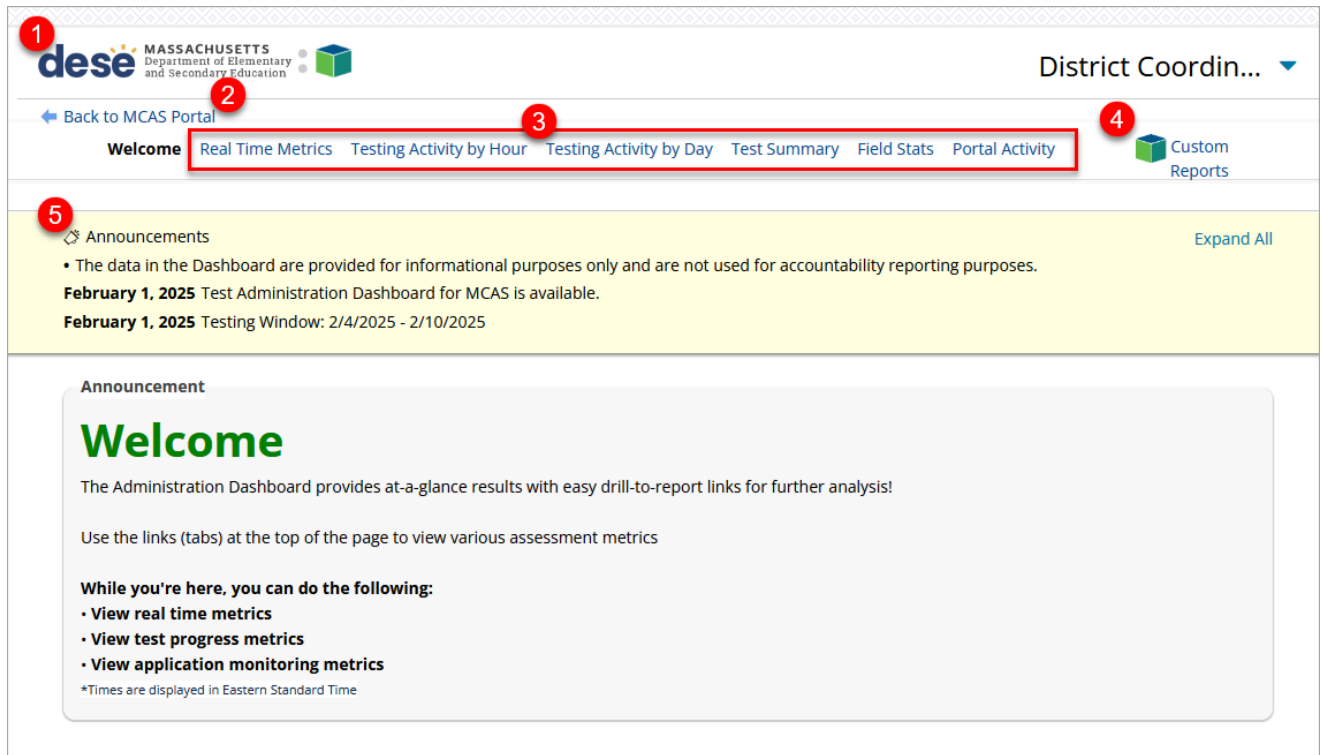 1
dese MASSACHUSETTS
Department of Elementary
and Secondary Education
District Coordin...
2
Back to MCAS Portal
3
4
Welcome Real Time Metrics Testing Activity by Hour Testing Activity by Day Test Summary Field Stats Portal Activity
Custom
Reports
5
Announcements
Expand All
• The data in the Dashboard are provided for informational purposes only and are not used for accountability reporting purposes.
February 1, 2025 Test Administration Dashboard for MCAS is available.
February 1, 2025 Testing Window: 2/4/2025 - 2/10/2025
Announcement
Welcome
The Administration Dashboard provides at-a-glance results with easy drill-to-report links for further analysis!
Use the links (tabs) at the top of the page to view various assessment metrics
While you're here, you can do the following:
• View real time metrics
• View test progress metrics
• View application monitoring metrics
*Times are displayed in Eastern Standard Time